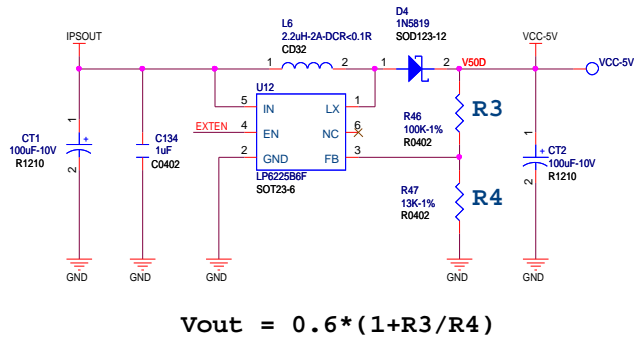 IPSOUT
L6
2.2uH-2A-DCR<0.1R
CD32
D4
1N5819
SOD123-12
VCC-5V
1 2 1 2 V50D VCC-5V
U12
5 IN LX 1
EXTEN 4 EN NC 6
2 GND FB 3
LP6225B6F
SOT23-6
CT1
100uF-10V
R1210
1 +
2
C134
1uF
C0402
R46
100K-1%
R0402
R3
R47
13K-1%
R0402
R4
1 +
2
CT2
100uF-10V
R1210
GND GND GND GND GND
Vout = 0.6*(1+R3/R4)